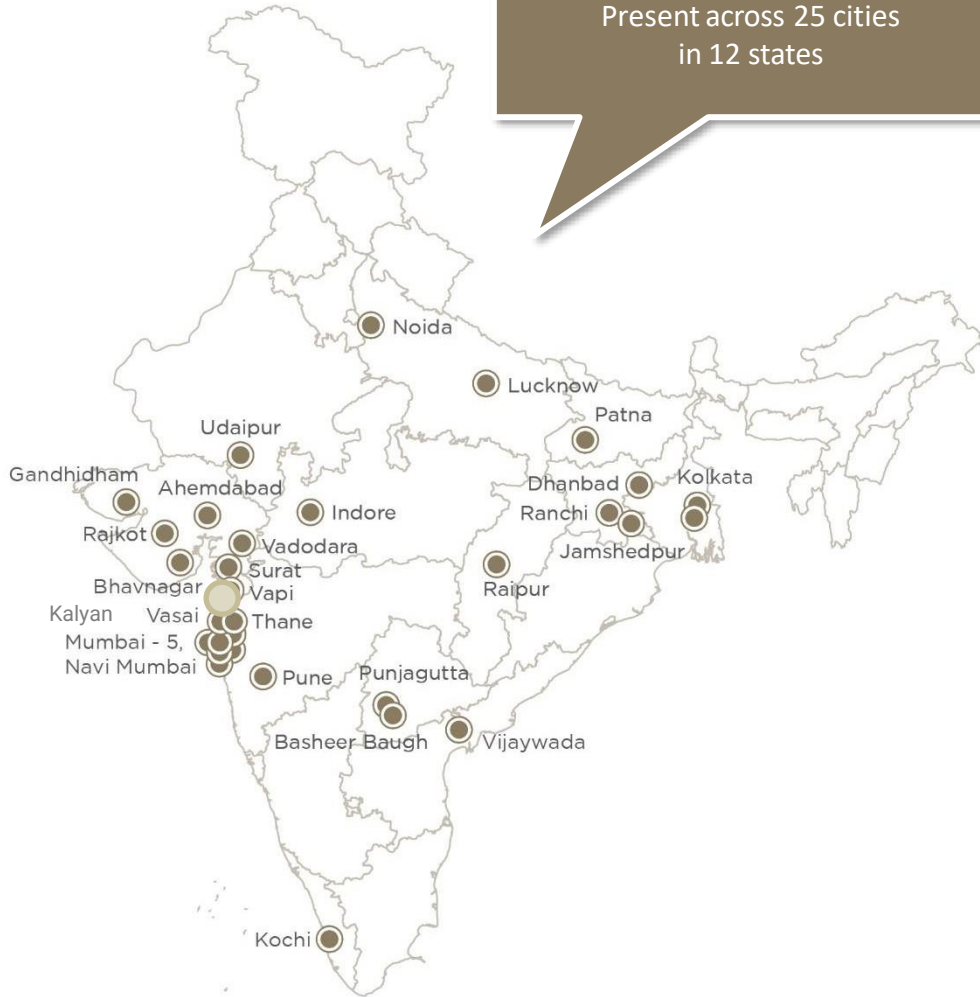 Present across 25 cities
in 12 states
Noida
Lucknow
Patna
Udaipur
Gandhidham
Ahemdabad
Dhanbad
Kolkata
Indore
Ranchi
Rajkot
Vadodara
Jamshedpur
Surat
Bhavnagar
Vapi
Raipur
Kalyan
Vasai
Thane
Mumbai - 5,
Navi Mumbai
Pune
Punjagutta
Basheer Baugh
Vijaywada
Kochi